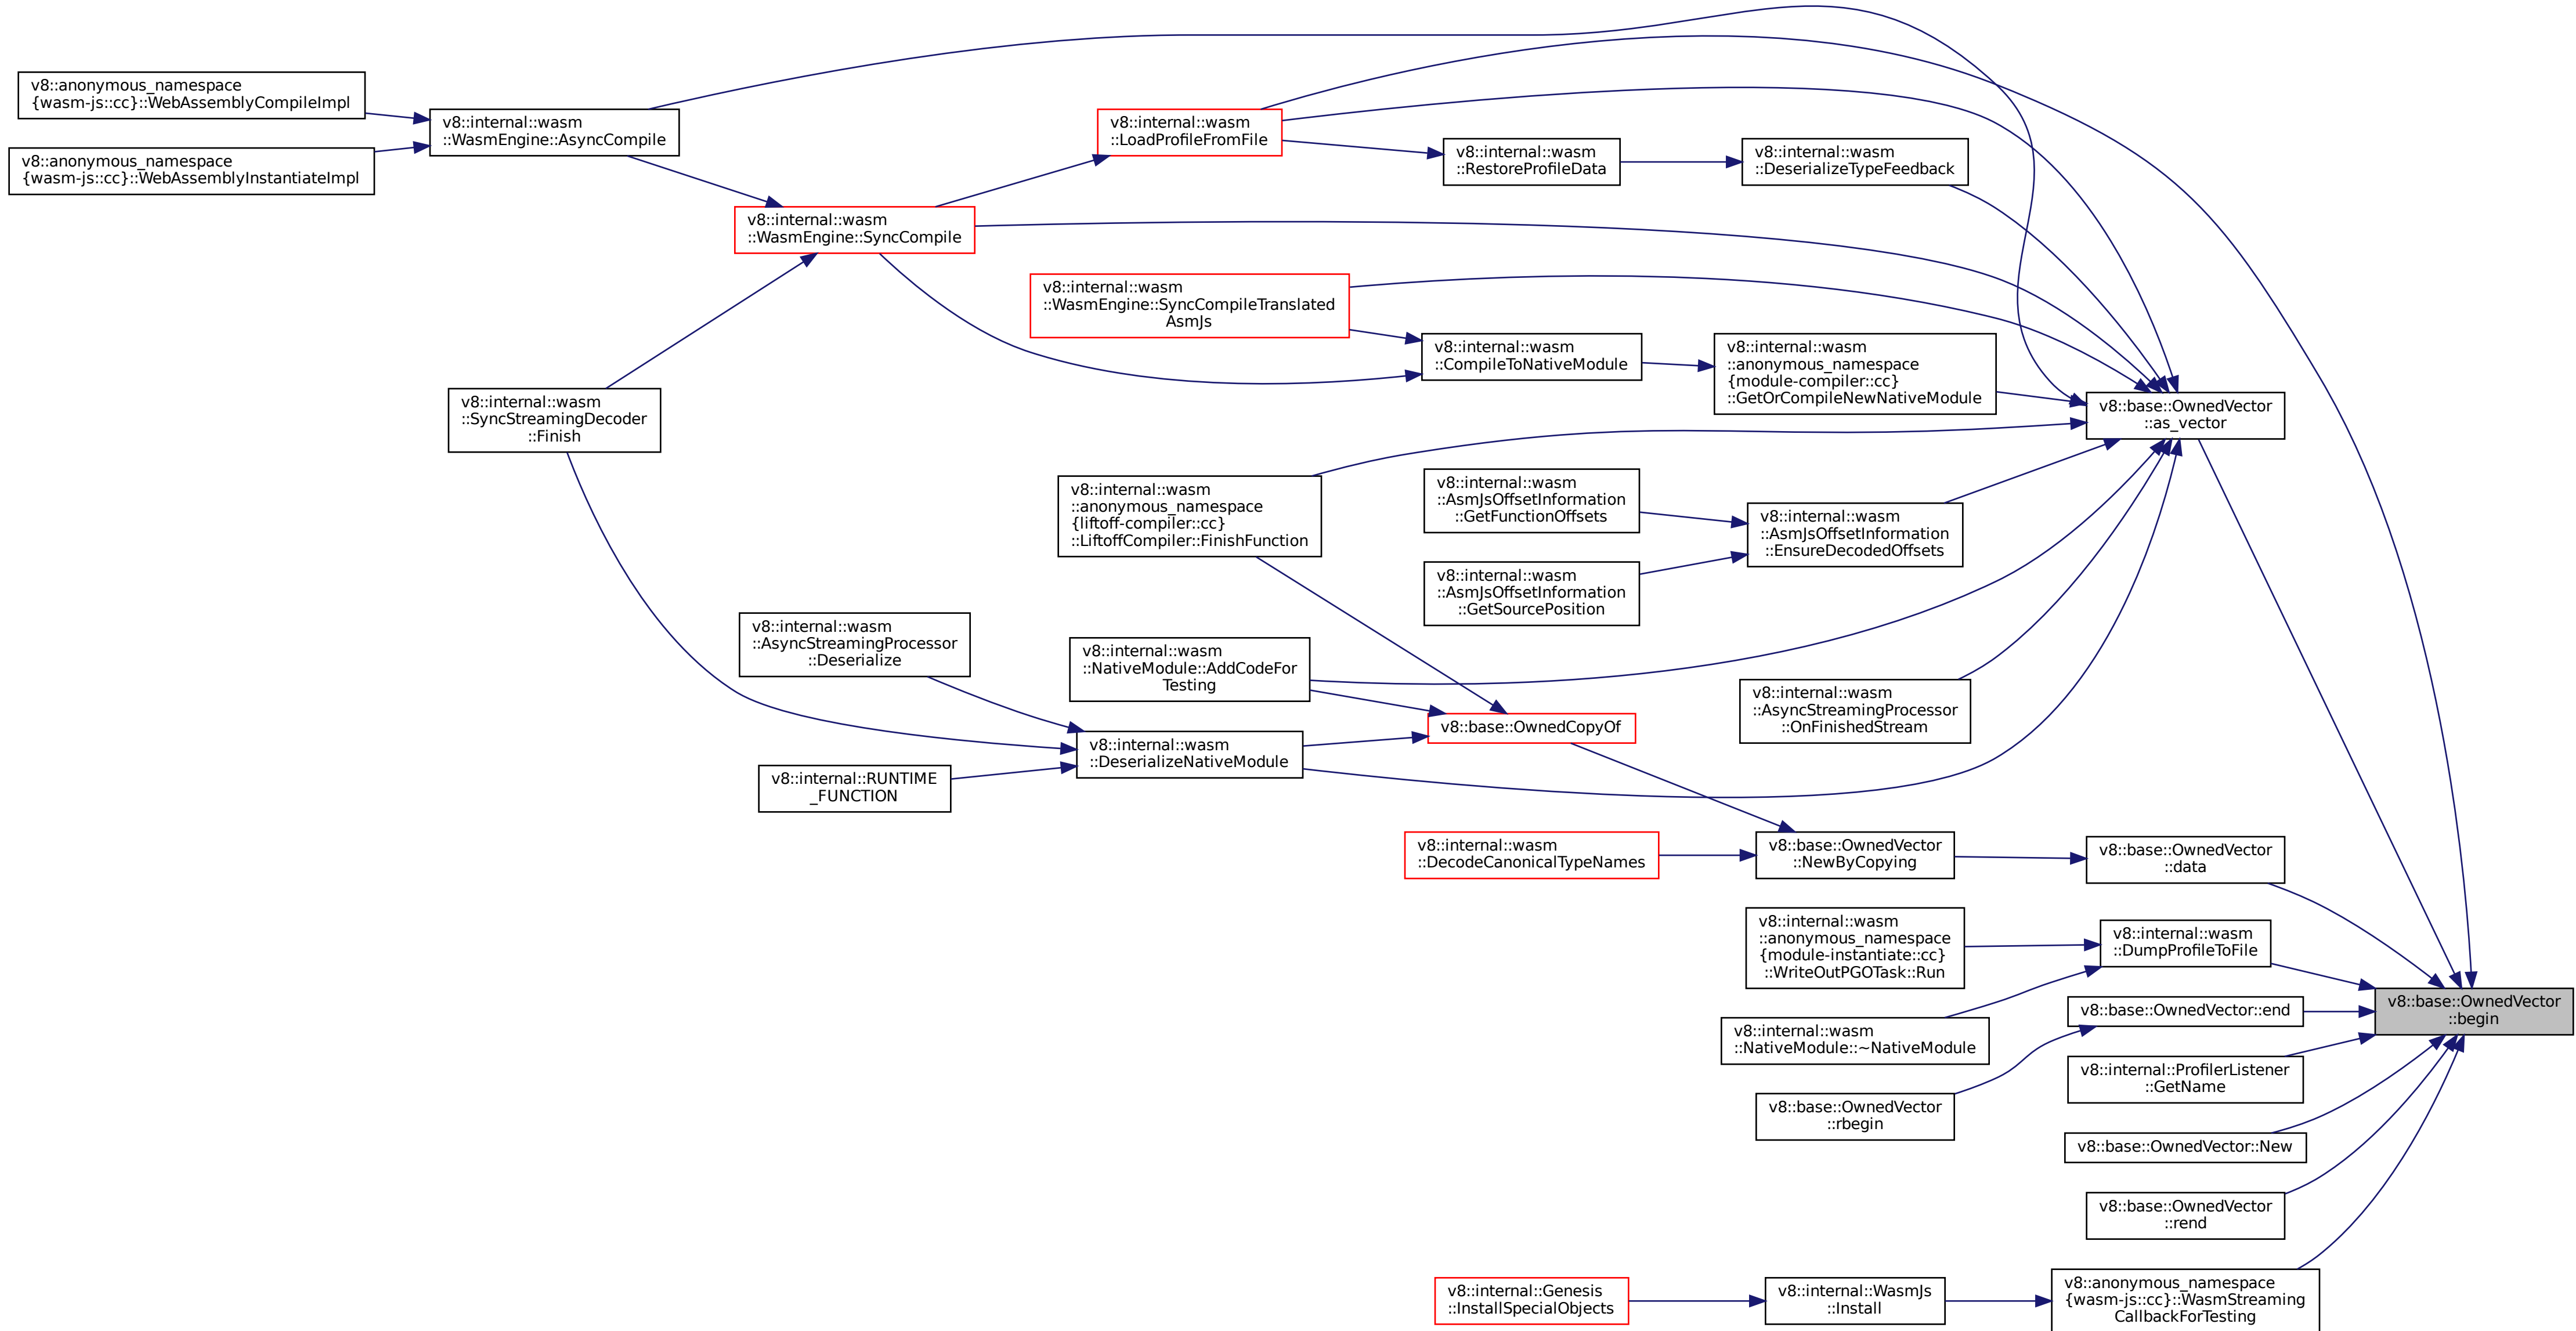 v8::anonymous_namespace
{wasm-js::cc}::WebAssemblyCompileImpl
v8::anonymous_namespace
{wasm-js::cc}::WebAssemblyInstantiateImpl
v8::internal::wasm
::WasmEngine::AsyncCompile
v8::internal::wasm
::LoadProfileFromFile
v8::internal::wasm
::RestoreProfileData
v8::internal::wasm
::DeserializeTypeFeedback
v8::internal::wasm
::WasmEngine::SyncCompile
v8::internal::wasm
::WasmEngine::SyncCompileTranslated
AsmJs
v8::internal::wasm
::CompileToNativeModule
v8::internal::wasm
::anonymous_namespace
{module-compiler::cc}
::GetOrCompileNewNativeModule
v8::internal::wasm
::SyncStreamingDecoder
::Finish
v8::base::OwnedVector
::as_vector
v8::internal::wasm
::anonymous_namespace
{liftoff-compiler::cc}
::LiftoffCompiler::FinishFunction
v8::internal::wasm
::AsmJsOffsetInformation
::GetFunctionOffsets
v8::internal::wasm
::AsmJsOffsetInformation
::EnsureDecodedOffsets
v8::internal::wasm
::AsmJsOffsetInformation
::GetSourcePosition
v8::internal::wasm
::AsyncStreamingProcessor
::Deserialize
v8::internal::wasm
::NativeModule::AddCodeFor
Testing
v8::internal::wasm
::AsyncStreamingProcessor
::OnFinishedStream
v8::base::OwnedCopyOf
v8::internal::wasm
::DeserializeNativeModule
v8::internal::RUNTIME
_FUNCTION
v8::internal::wasm
::DecodeCanonicalTypeNames
v8::base::OwnedVector
::NewByCopying
v8::base::OwnedVector
::data
v8::internal::wasm
::anonymous_namespace
{module-instantiate::cc}
::WriteOutPGOTask::Run
v8::internal::wasm
::DumpProfileToFile
v8::internal::wasm
::NativeModule::~NativeModule
v8::base::OwnedVector::end
v8::base::OwnedVector
::begin
v8::internal::ProfilerListener
::GetName
v8::base::OwnedVector
::rbegin
v8::base::OwnedVector::New
v8::base::OwnedVector
::rend
v8::internal::Genesis
::InstallSpecialObjects
v8::internal::WasmJs
::Install
v8::anonymous_namespace
{wasm-js::cc}::WasmStreaming
CallbackForTesting